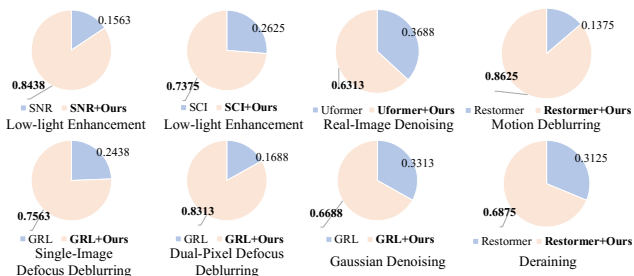 0.1563
0.8438
SNR SNR+Ours
Low-light Enhancement
0.2625
0.7375
SCI SCI+Ours
Low-light Enhancement
0.3688
0.6313
Uformer Uformer+Ours
Real-Image Denoising
0.1375
0.8625
Restormer Restormer+Ours
Motion Deblurring
0.2438
0.7563
GRL GRL+Ours
Single-Image
Defocus Deblurring
0.1688
0.8313
GRL GRL+Ours
Dual-Pixel Defocus
Deblurring
0.3313
0.6688
GRL GRL+Ours
Gaussian Denoising
0.3125
0.6875
Restormer Restormer+Ours
Deraining